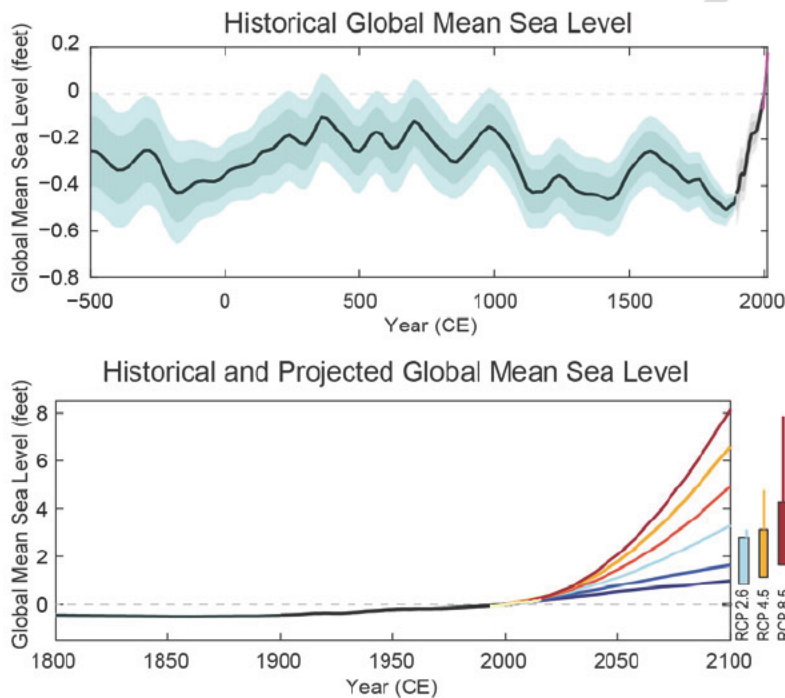 Historical Global Mean Sea Level
Global Mean Sea Level (feet)
0.2
0
−0.2
−0.4
−0.6
−0.8
−500 0 500 1000 1500 2000
Year (CE)
Historical and Projected Global Mean Sea Level
Global Mean Sea Level (feet)
8
6
4
2
0
1800 1850 1900 1950 2000 2050 2100
Year (CE)
RCP 2.6
RCP 4.5
RCP 8.5